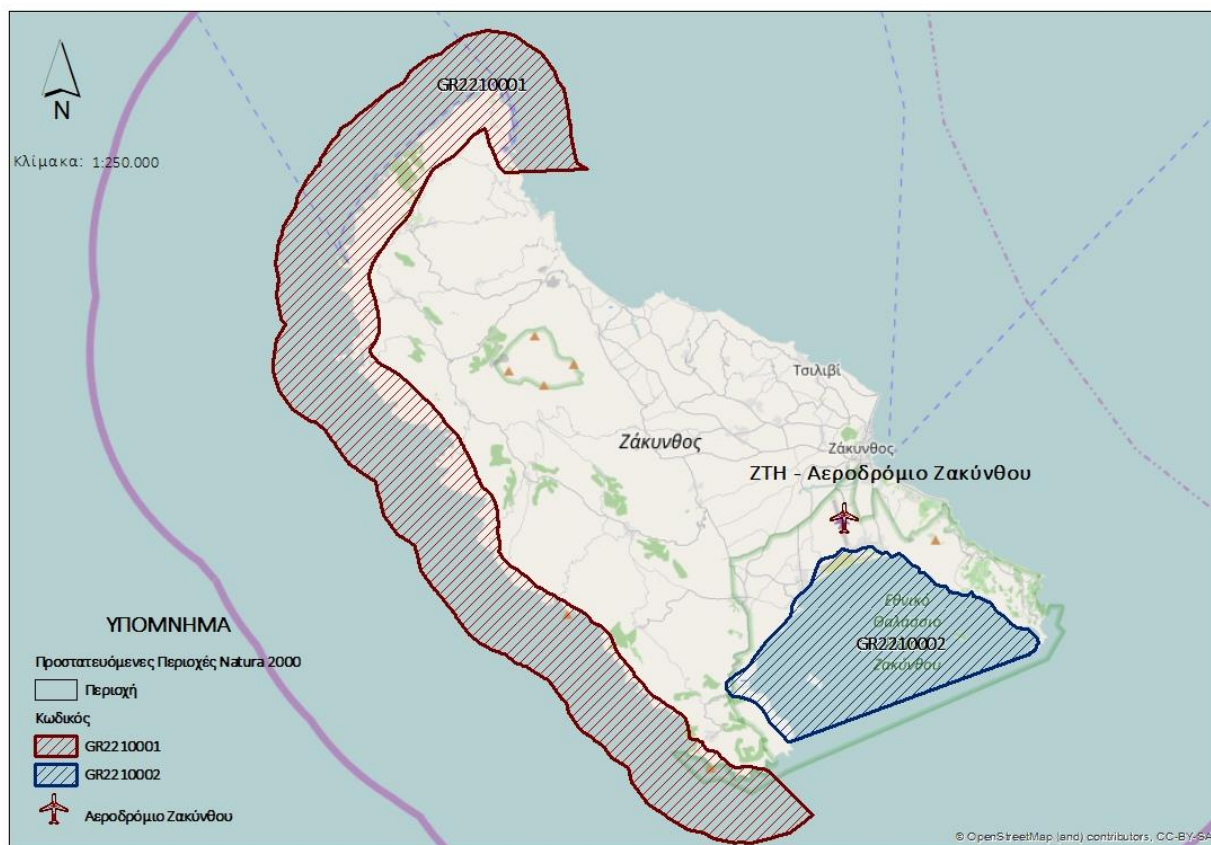 GR2210001
N
Κλίμακα: 1:250.000
Τσιλιβί
Ζάκυνθος
Ζάκυνθος
ZTH - Αεροδρόμιο Ζακύνθου
Εθνικό
Θαλάσσιο
GR2210002
Ζακύνθου
ΥΠΟΜΝΗΜΑ
Προστατευόμενες Περιοχές Natura 2000
Περιοχή
Κωδικός
GR2210001
GR2210002
Αεροδρόμιο Ζακύνθου
© OpenStreetMap (and) contributors, CC-BY-SA